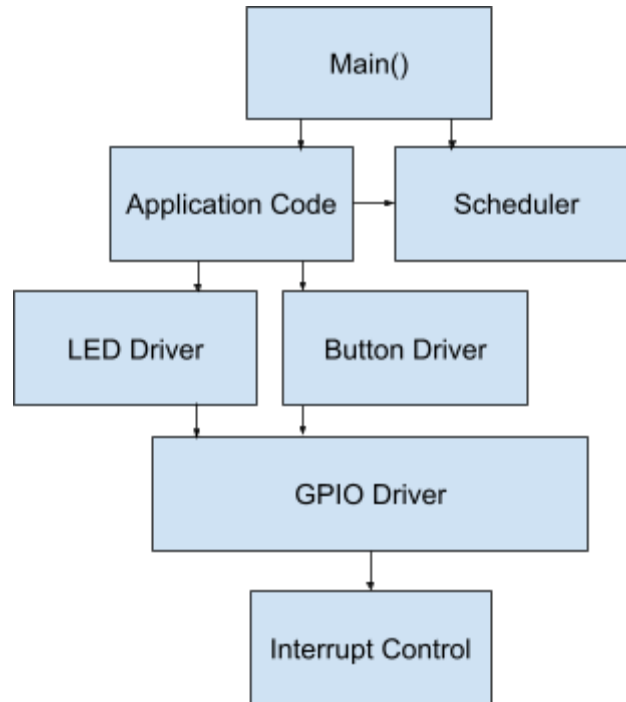 Main()
Application Code
Scheduler
LED Driver
Button Driver
GPIO Driver
Interrupt Control